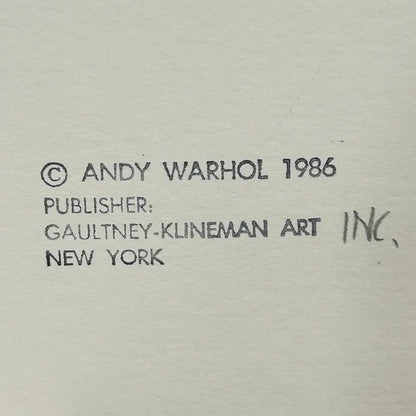 © ANDY WARHOL 1986
PUBLISHER:
GAULTNEY-KLINEMAN ART INC.
NEW YORK